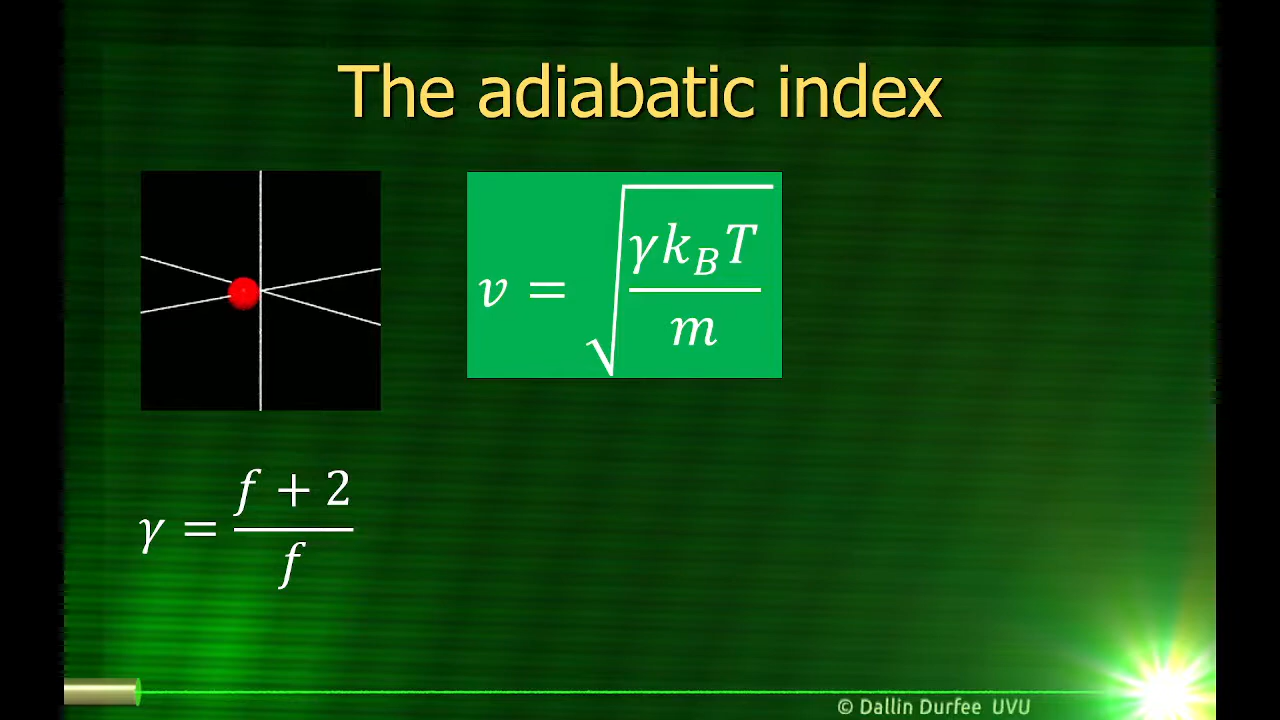 The adiabatic index
v = √(γk_BT / m)
γ = (f + 2) / f
© Dallin Durfee UVU